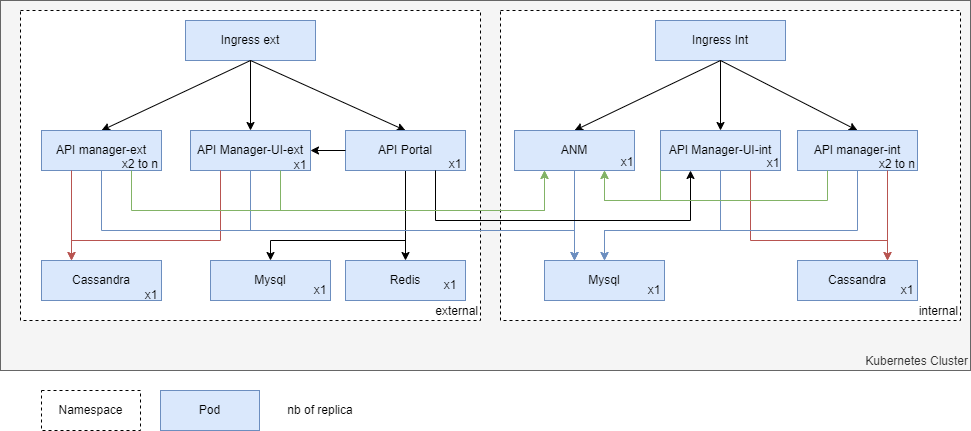 Ingress ext
Ingress Int
API manager-ext
x2 to n
API Manager-UI-ext
x1
API Portal
x1
ANM
x1
API Manager-UI-int
x1
API manager-int
x2 to n
Cassandra
x1
Mysql
x1
Redis
x1
Mysql
x1
Cassandra
x1
external
internal
Kubernetes Cluster
Namespace
Pod
nb of replica